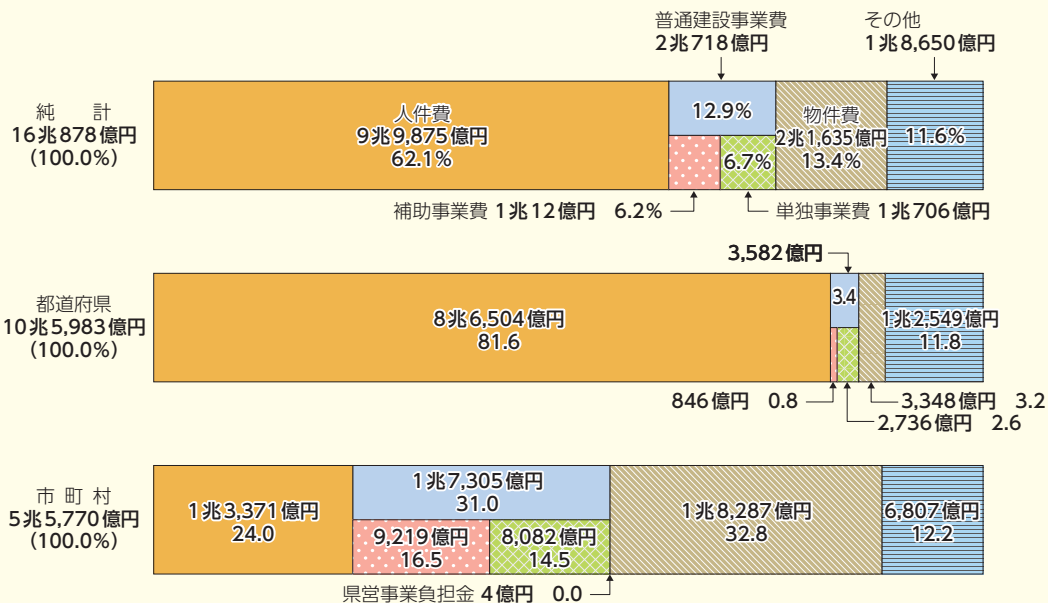 普通建設事業費
2兆718億円
その他
1兆8,650億円
純　計
16兆878億円
(100.0%)
人件費
9兆9,875億円
62.1%
12.9%
6.7%
物件費
2兆1,635億円
13.4%
11.6%
補助事業費 1兆12億円 6.2%
単独事業費 1兆706億円
都道府県
10兆5,983億円
(100.0%)
8兆6,504億円
81.6
3,582億円
3.4
1兆2,549億円
11.8
846億円 0.8
3,348億円 3.2
2,736億円 2.6
市町村
5兆5,770億円
(100.0%)
1兆3,371億円
24.0
1兆7,305億円
31.0
9,219億円
16.5
8,082億円
14.5
1兆8,287億円
32.8
6,807億円
12.2
県営事業負担金 4億円 0.0